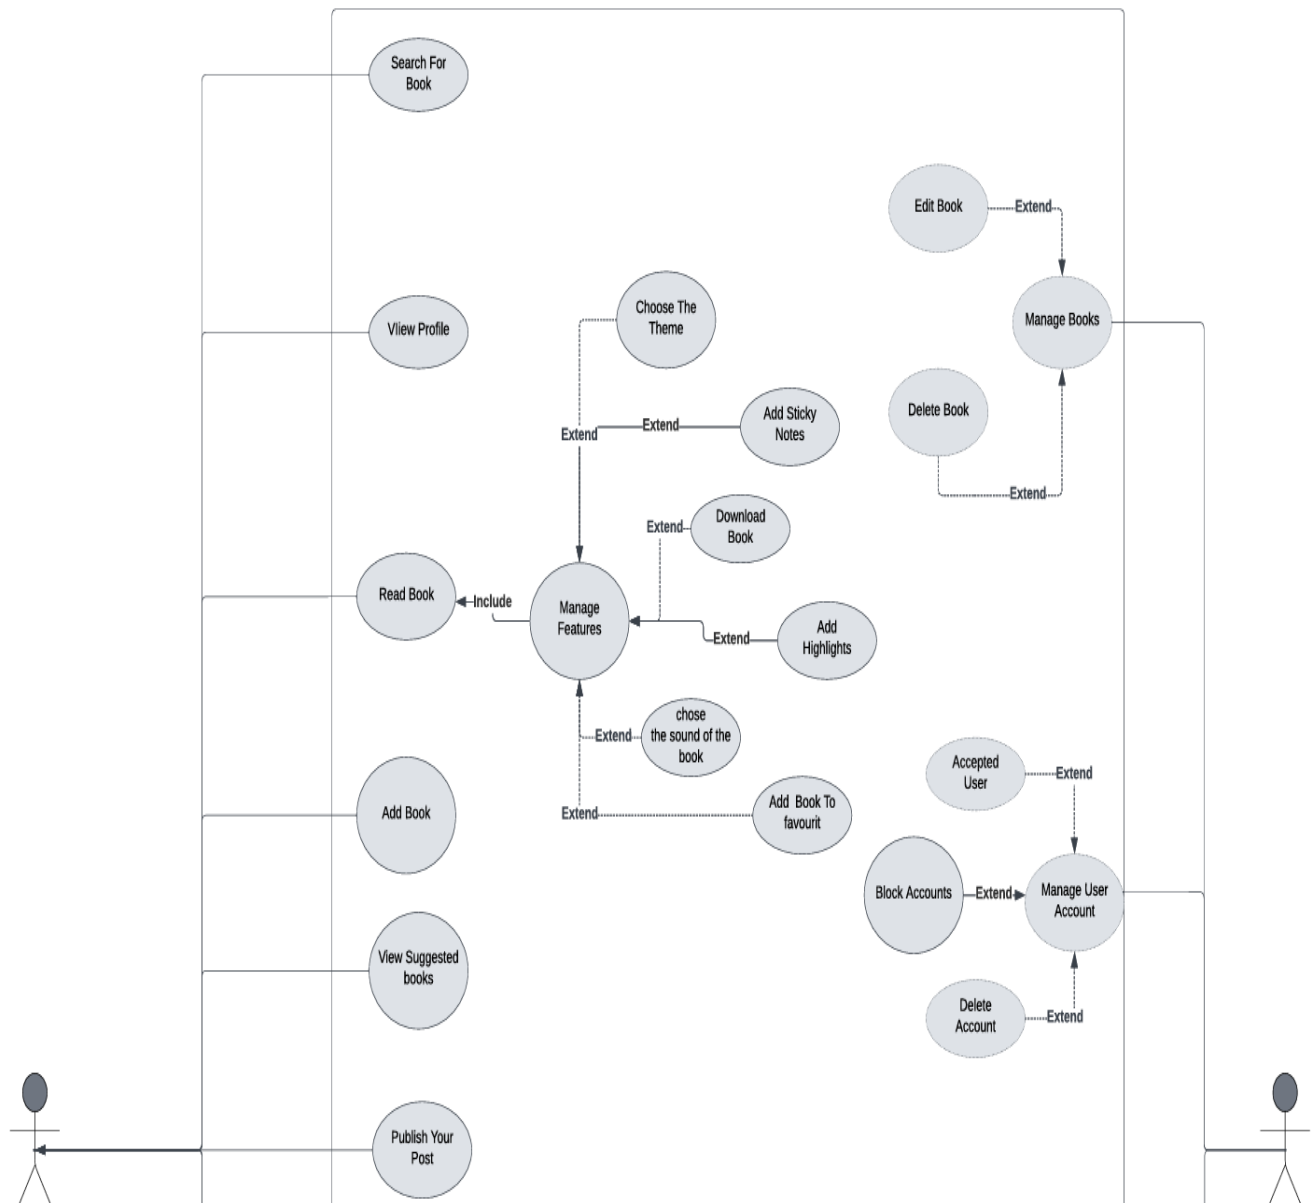 Search For
Book
Edit Book
Extend
Choose The
Theme
Manage Books
VIiew Profile
Delete Book
Add Sticky
Notes
Extend
Extend
Extend
Download
Book
Extend
Read Book
Include
Manage
Features
Add
Highlights
Extend
chose
the sound of the
book
Extend
Accepted
User
Extend
Add Book
Extend
Add  Book To
favourit
Block Accounts
Extend
Manage User
Account
View Suggested
books
Delete
Account
Extend
Publish Your
Post